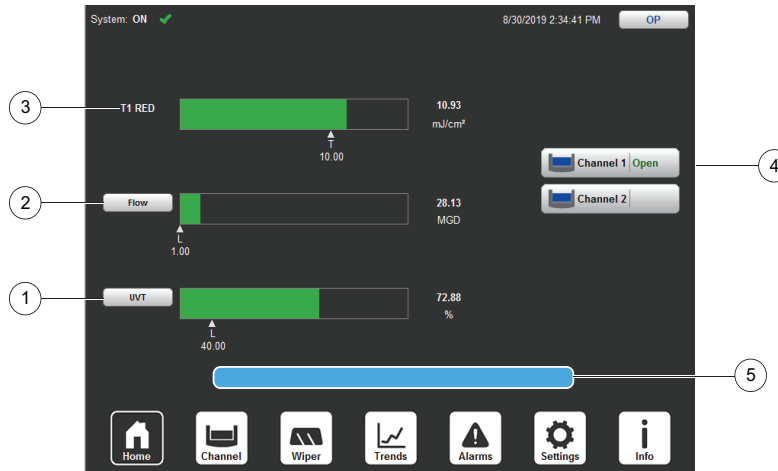 System: ON 8/30/2019 2:34:41 PM OP
3 T1 RED 10.93
mJ/cm²
T
10.00
Channel 1 Open 4
2 Flow 28.13
MGD
Channel 2
L
1.00
1 UVT 72.88
%
L
40.00
5
Home Channel Wiper Trends Alarms Settings Info